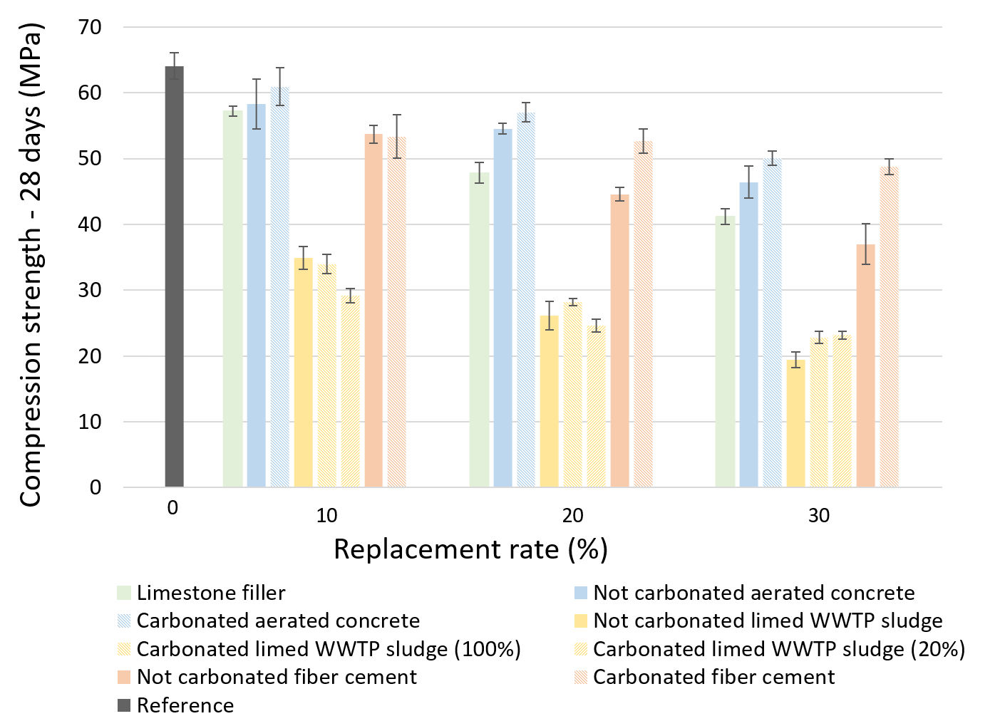 Compression strength - 28 days (MPa)
70
60
50
40
30
20
10
0
0
10
20
30
Replacement rate (%)
Limestone filler
Not carbonated aerated concrete
Carbonated aerated concrete
Not carbonated limed WWTP sludge
Carbonated limed WWTP sludge (100%)
Carbonated limed WWTP sludge (20%)
Not carbonated fiber cement
Carbonated fiber cement
Reference